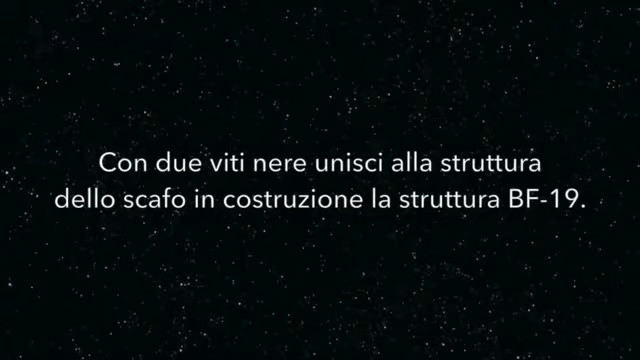 Con due viti nere unisci alla struttura
dello scafo in costruzione la struttura BF-19.